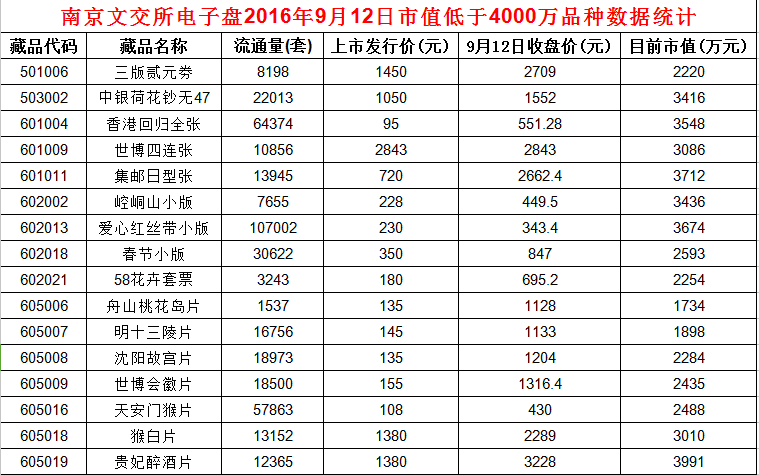 南京文交所电子盘2016年9月12日市值低于4000万品种数据统计
藏品代码 藏品名称 流通量(套) 上市发行价(元) 9月12日收盘价(元) 目前市值(万元)
501006 三版贰元券 8198 1450 2709 2220
503002 中银荷花钞无47 22013 1050 1552 3416
601004 香港回归全张 64374 95 551.28 3548
601009 世博四连张 10856 2843 2843 3086
601011 集邮日型张 13945 720 2662.4 3712
602002 崆峒山小版 7655 228 449.5 3436
602013 爱心红丝带小版 107002 230 343.4 3674
602018 春节小版 30622 350 847 2593
602021 58花卉套票 3243 180 695.2 2254
605006 舟山桃花岛片 1537 135 1128 1734
605007 明十三陵片 16756 145 1133 1898
605008 沈阳故宫片 18973 135 1204 2284
605009 世博会徽片 18500 155 1316.4 2435
605016 天安门猴片 57863 108 430 2488
605018 猴白片 13152 1380 2289 3010
605019 贵妃醉酒片 12365 1380 3228 3991